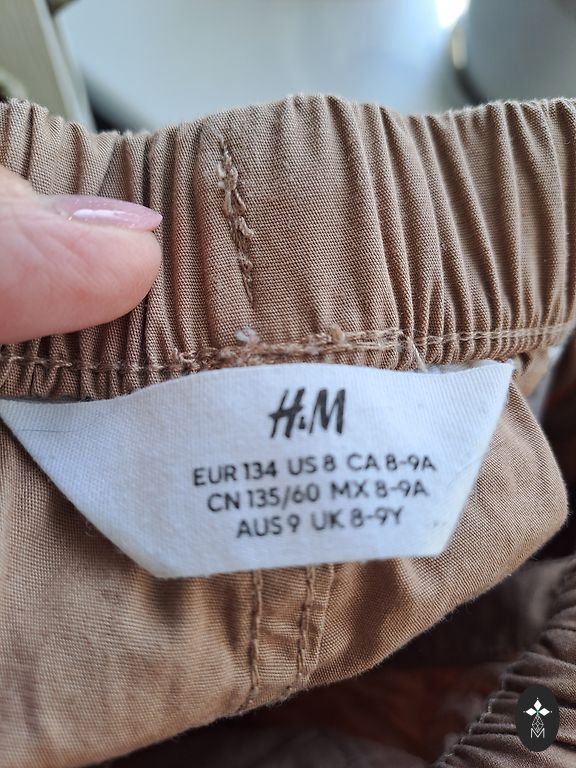 H&M
EUR 134 US 8 CA 8-9A
CN 135/60 MX 8-9A
AUS 9 UK 8-9Y
M